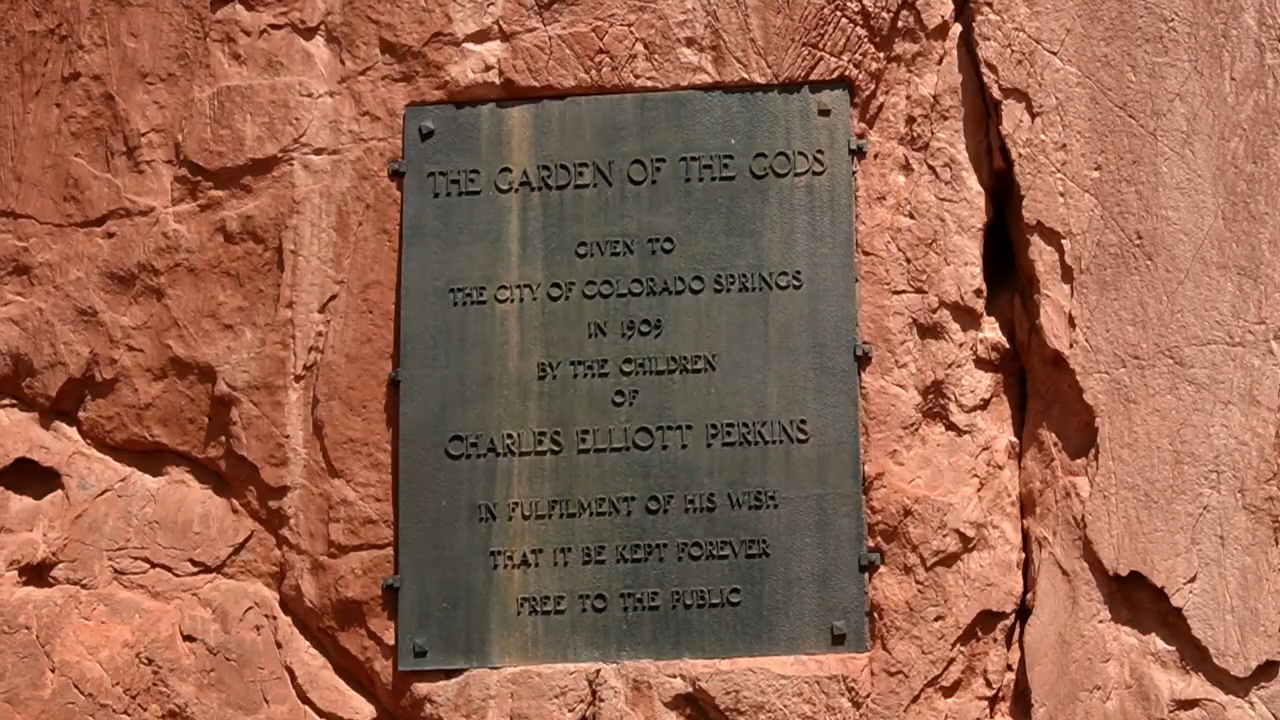 THE GARDEN OF THE GODS
GIVEN TO
THE CITY OF COLORADO SPRINGS
IN 1909
BY THE CHILDREN
OF
CHARLES ELLIOTT PERKINS
IN FULFILMENT OF HIS WISH
THAT IT BE KEPT FOREVER
FREE TO THE PUBLIC